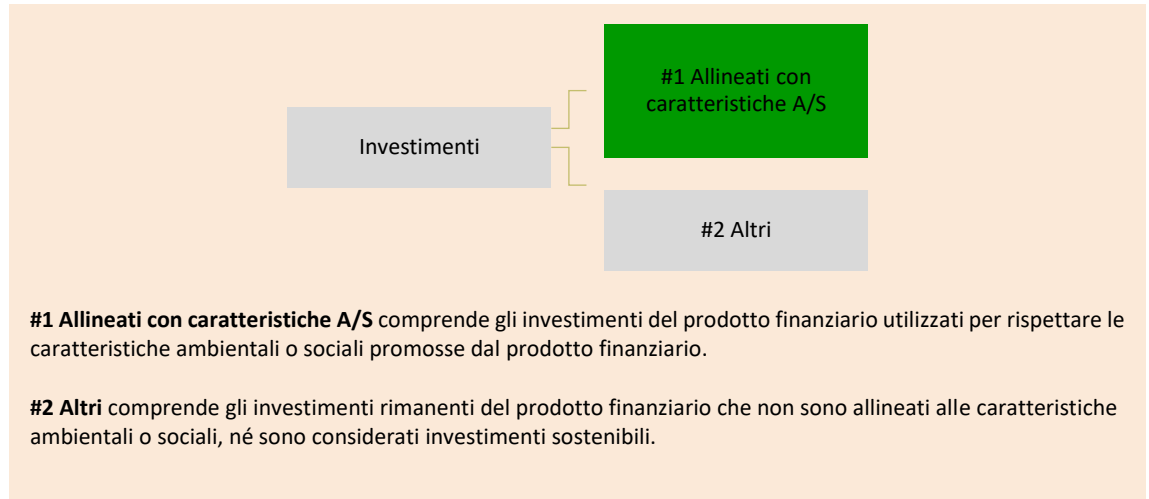 #1 Allineati con
caratteristiche A/S
Investimenti
#2 Altri
#1 Allineati con caratteristiche A/S comprende gli investimenti del prodotto finanziario utilizzati per rispettare le
caratteristiche ambientali o sociali promosse dal prodotto finanziario.
#2 Altri comprende gli investimenti rimanenti del prodotto finanziario che non sono allineati alle caratteristiche
ambientali o sociali, né sono considerati investimenti sostenibili.